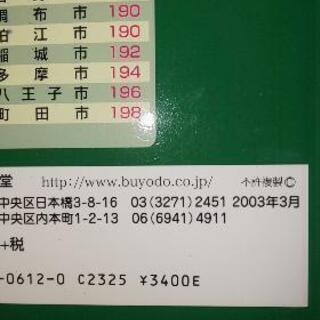 調布市 190
狛江市 190
稲城市 192
多摩市 194
八王子市 196
町田市 198
堂 http://www.buyodo.co.jp/ 不許複製©
中央区日本橋3-8-16 03(3271)2451 2003年3月
中央区内本町1-2-13 06(6941)4911
+税
-0612-0 C2325 ¥3400E